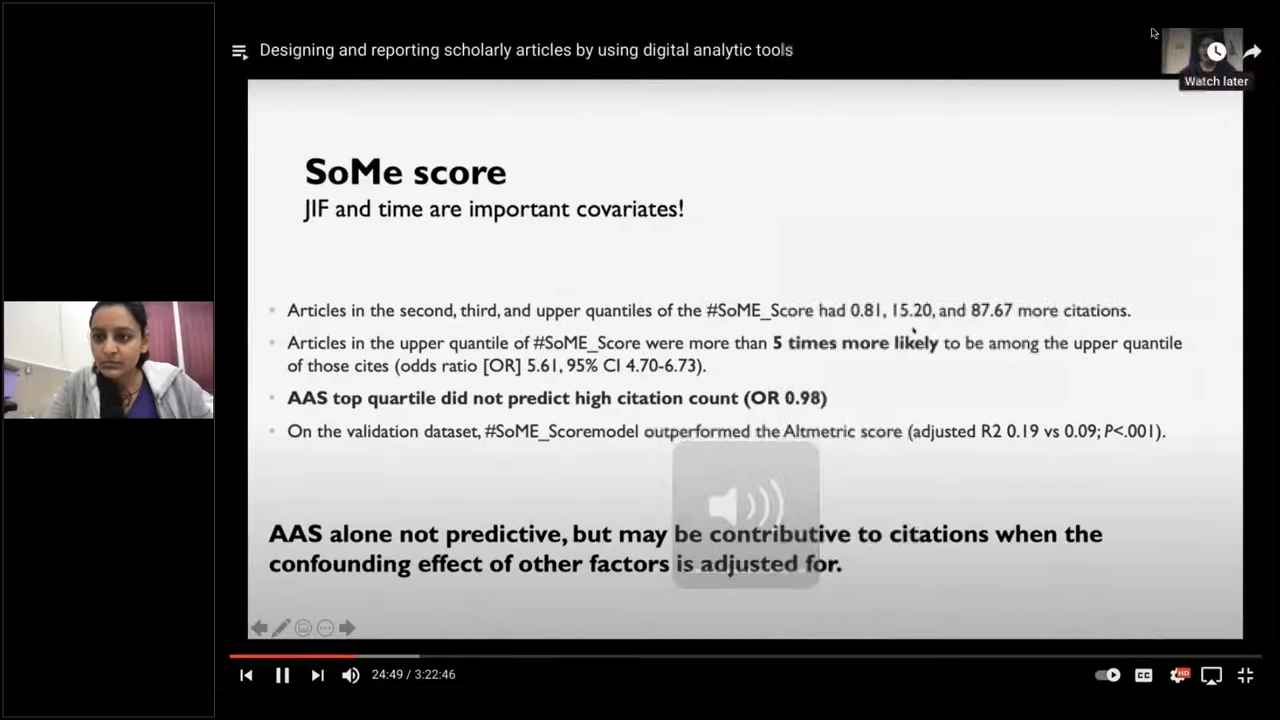 Designing and reporting scholarly articles by using digital analytic tools
Watch later
SoMe score
JIF and time are important covariates!
Articles in the second, third, and upper quantiles of the #SoME_Score had 0.81, 15.20, and 87.67 more citations.
Articles in the upper quantile of #SoME_Score were more than 5 times more likely to be among the upper quantile
of those cites (odds ratio [OR] 5.61, 95% CI 4.70-6.73).
AAS top quartile did not predict high citation count (OR 0.98)
On the validation dataset, #SoME_Scoremodel outperformed the Altmetric score (adjusted R2 0.19 vs 0.09; P<.001).
AAS alone not predictive, but may be contributive to citations when the
confounding effect of other factors is adjusted for.
24:49 / 3:22:46
CC
HD